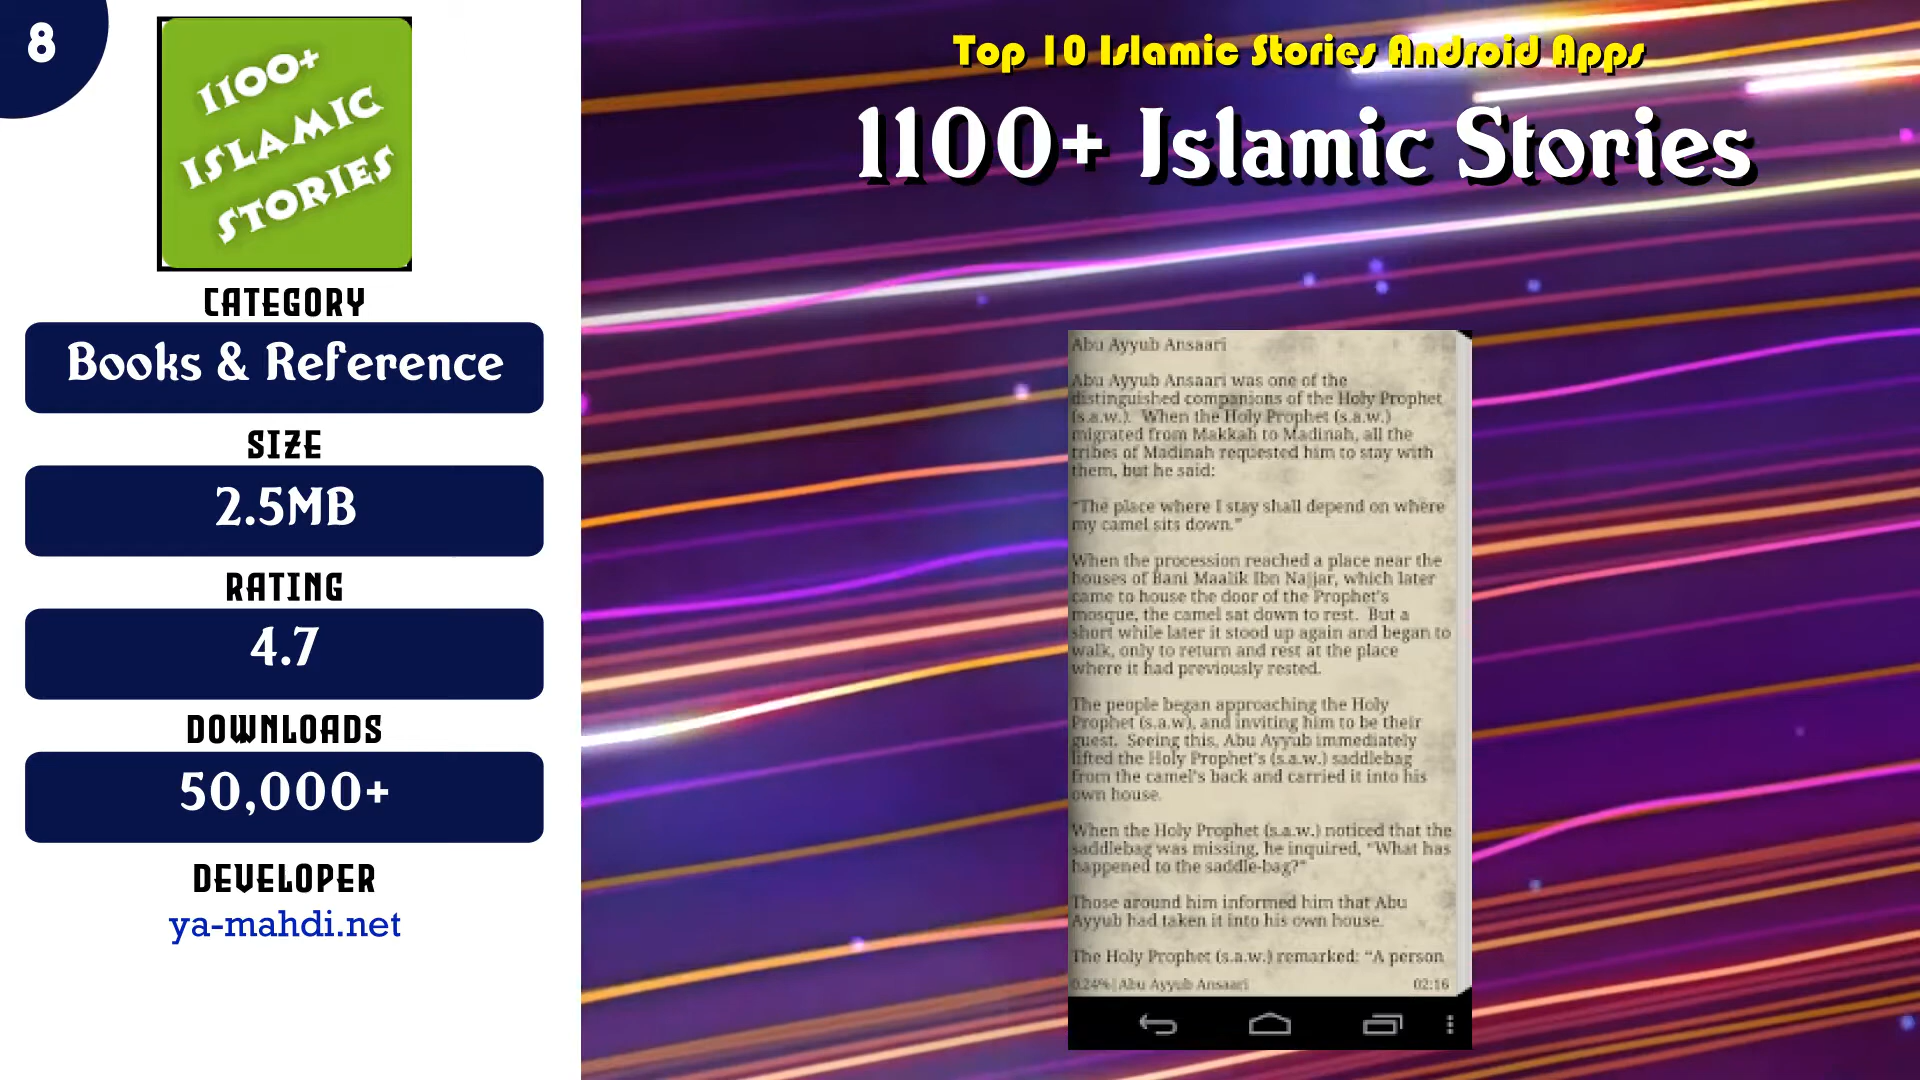 8
1100+
ISLAMIC
STORIES
CATEGORY
Books & Reference
SIZE
2.5MB
RATING
4.7
DOWNLOADS
50,000+
DEVELOPER
ya-mahdi.net
Top 10 Islamic Stories Android Apps
1100+ Islamic Stories
Abu Ayyub Ansaari
Abu Ayyub Ansaari was one of the
distinguished companions of the Holy Prophet
(s.a.w.). When the Holy Prophet (s.a.w.)
migrated from Makkah to Madinah, all the
tribes of Madinah requested him to stay with
them, but he said:
"The place where I stay shall depend on where
my camel sits down."
When the procession reached a place near the
houses of Bani Maalik Ibn Najjar, which later
came to house the door of the Prophet's
mosque, the camel sat down to rest. But a
short while later it stood up again and began to
walk, only to return and rest at the place
where it had previously rested.
The people began approaching the Holy
Prophet (s.a.w), and inviting him to be their
guest. Seeing this, Abu Ayyub immediately
lifted the Holy Prophet's (s.a.w.) saddlebag
from the camel's back and carried it into his
own house.
When the Holy Prophet (s.a.w.) noticed that the
saddlebag was missing, he inquired, "What has
happened to the saddle-bag?"
Those around him informed him that Abu
Ayyub had taken it into his own house.
The Holy Prophet (s.a.w.) remarked: "A person
0.24% | Abu Ayyub Ansaari 02:16